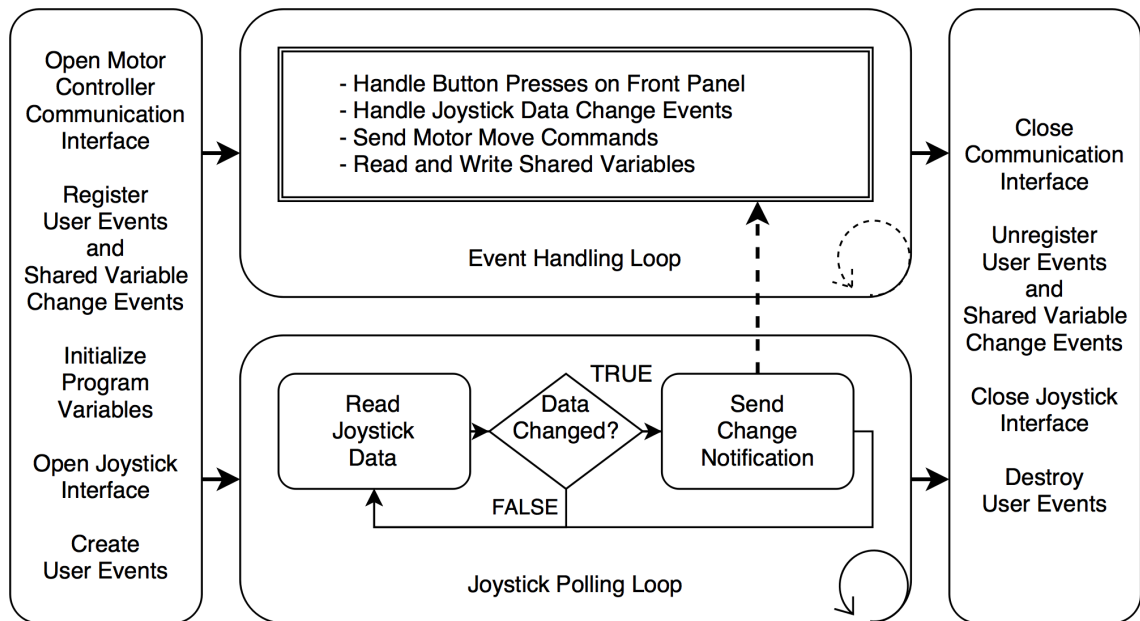 Open Motor
Controller
Communication
Interface
Register
User Events
and
Shared Variable
Change Events
Initialize
Program
Variables
Open Joystick
Interface
Create
User Events
- Handle Button Presses on Front Panel
- Handle Joystick Data Change Events
- Send Motor Move Commands
- Read and Write Shared Variables
Event Handling Loop
Read
Joystick
Data
Data
Changed?
TRUE
FALSE
Send
Change
Notification
Joystick Polling Loop
Close
Communication
Interface
Unregister
User Events
and
Shared Variable
Change Events
Close Joystick
Interface
Destroy
User Events